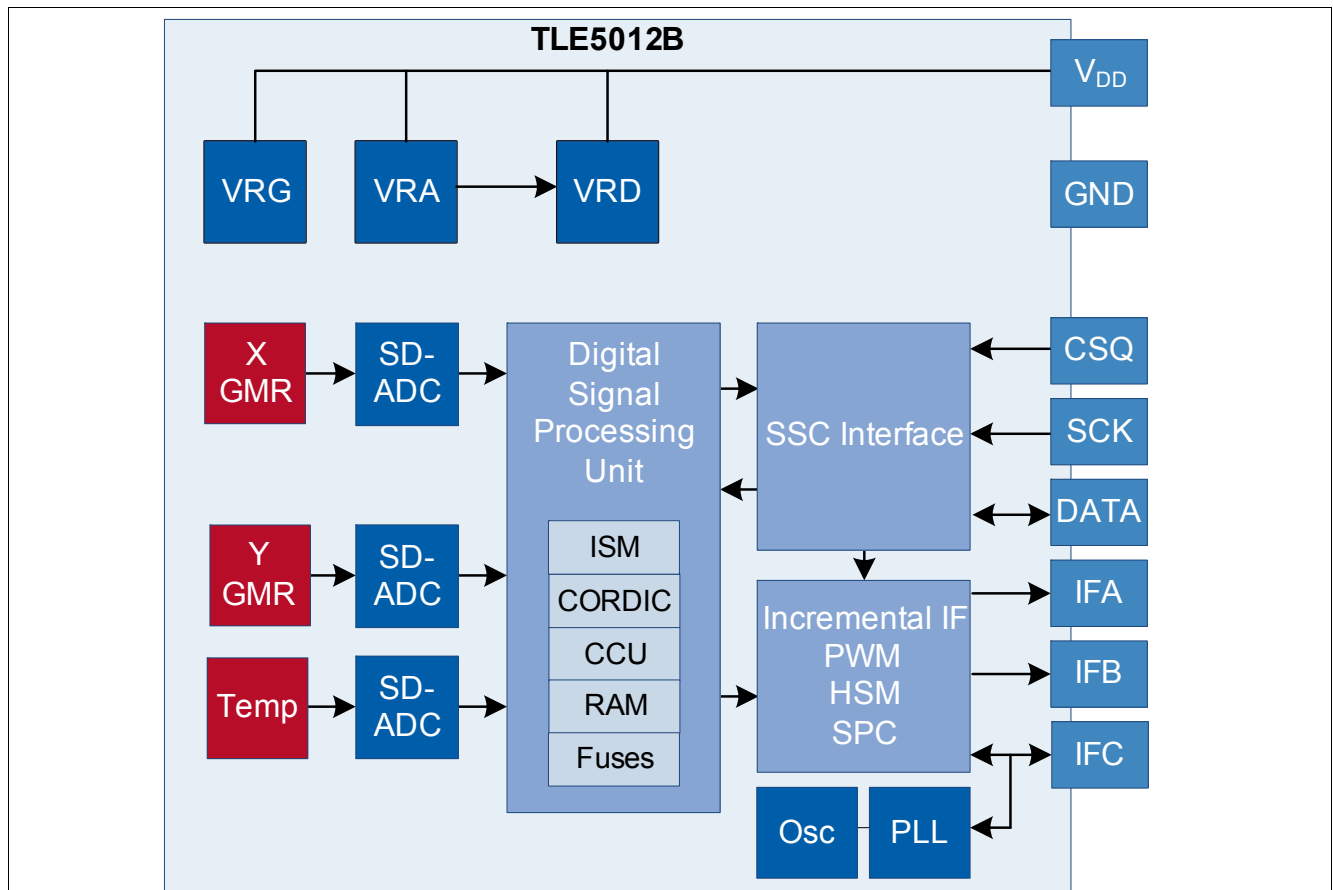 TLE5012B
V_DD
GND
VRG
VRA
VRD
X
GMR
SD-
ADC
Digital
Signal
Processing
Unit
SSC Interface
CSQ
SCK
DATA
Y
GMR
SD-
ADC
ISM
CORDIC
CCU
RAM
Fuses
Temp
SD-
ADC
Incremental IF
PWM
HSM
SPC
IFA
IFB
IFC
Osc
PLL